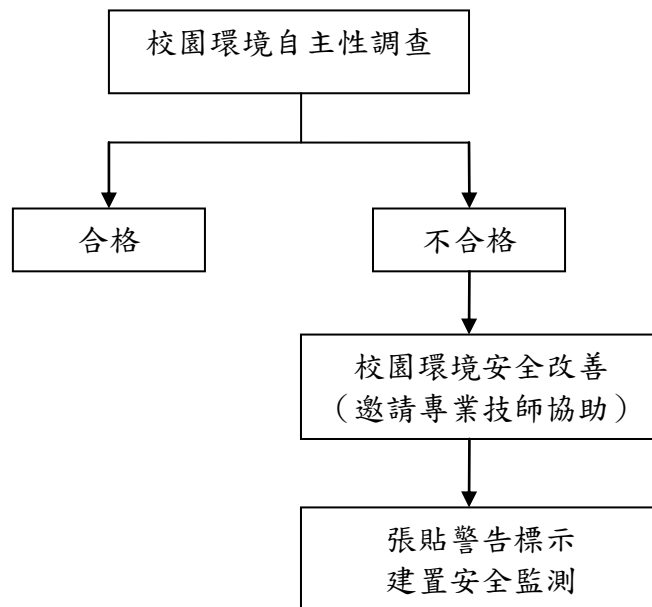 校園環境自主性調查
合格
不合格
校園環境安全改善
（邀請專業技師協助）
張貼警告標示
建置安全監測